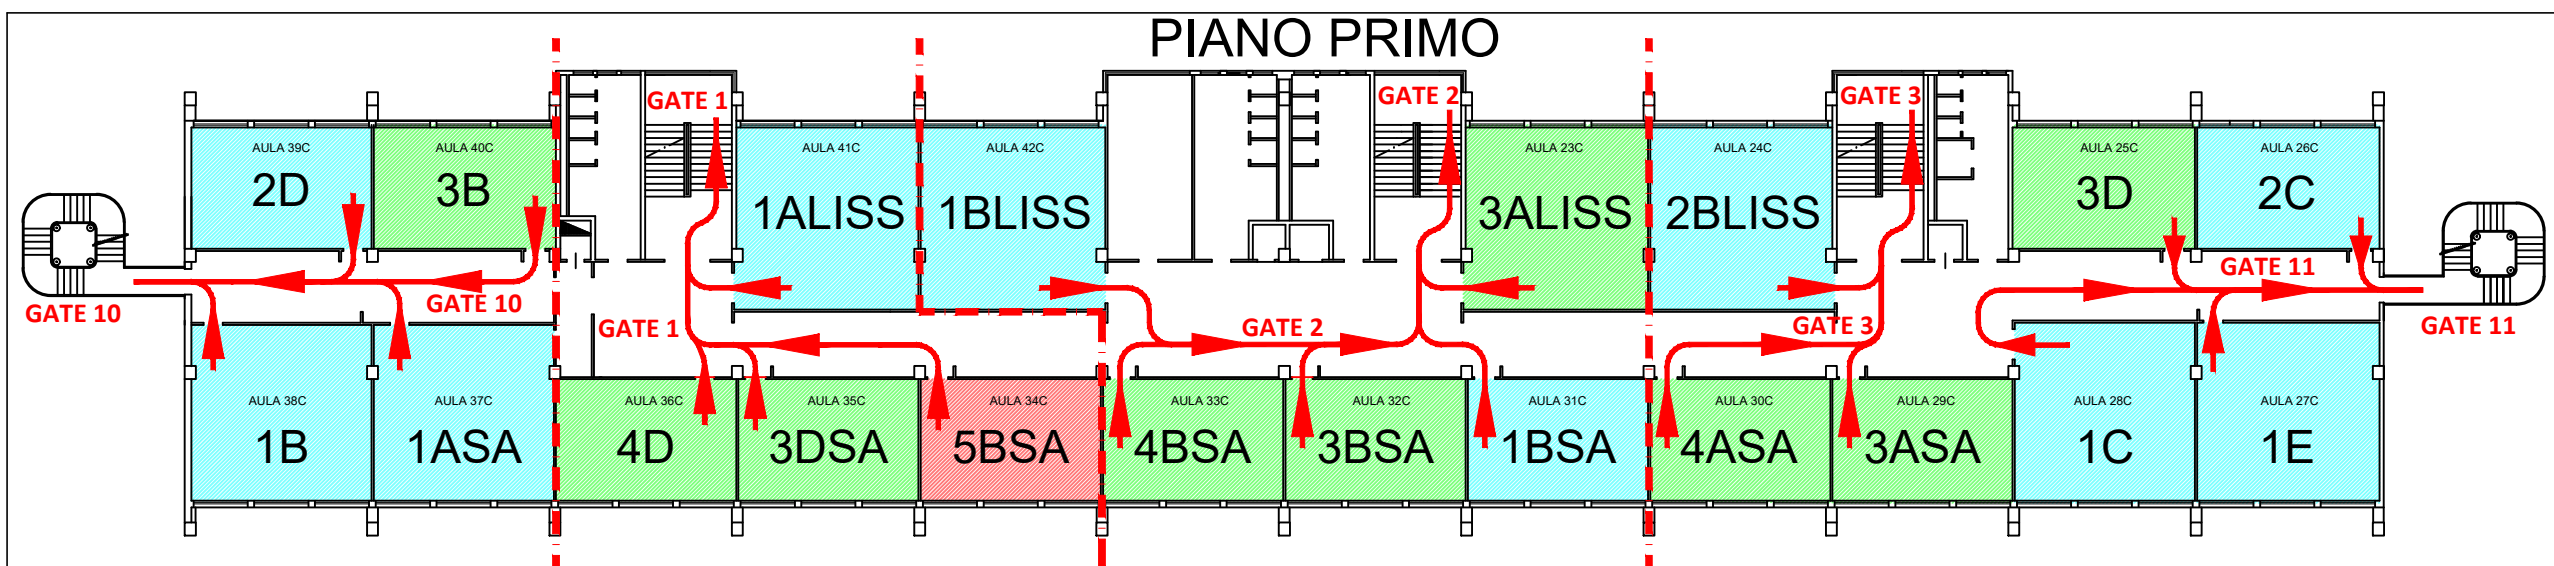 PIANO PRIMO
GATE 1
GATE 2
GATE 3
AULA 39C
2D
AULA 40C
3B
AULA 41C
1ALISS
AULA 42C
1BLISS
AULA 23C
3ALISS
AULA 24C
2BLISS
AULA 25C
3D
AULA 26C
2C
GATE 10
GATE 10
GATE 1
GATE 2
GATE 3
GATE 11
GATE 11
AULA 38C
1B
AULA 37C
1ASA
AULA 36C
4D
AULA 35C
3DSA
AULA 34C
5BSA
AULA 33C
4BSA
AULA 32C
3BSA
AULA 31C
1BSA
AULA 30C
4ASA
AULA 29C
3ASA
AULA 28C
1C
AULA 27C
1E